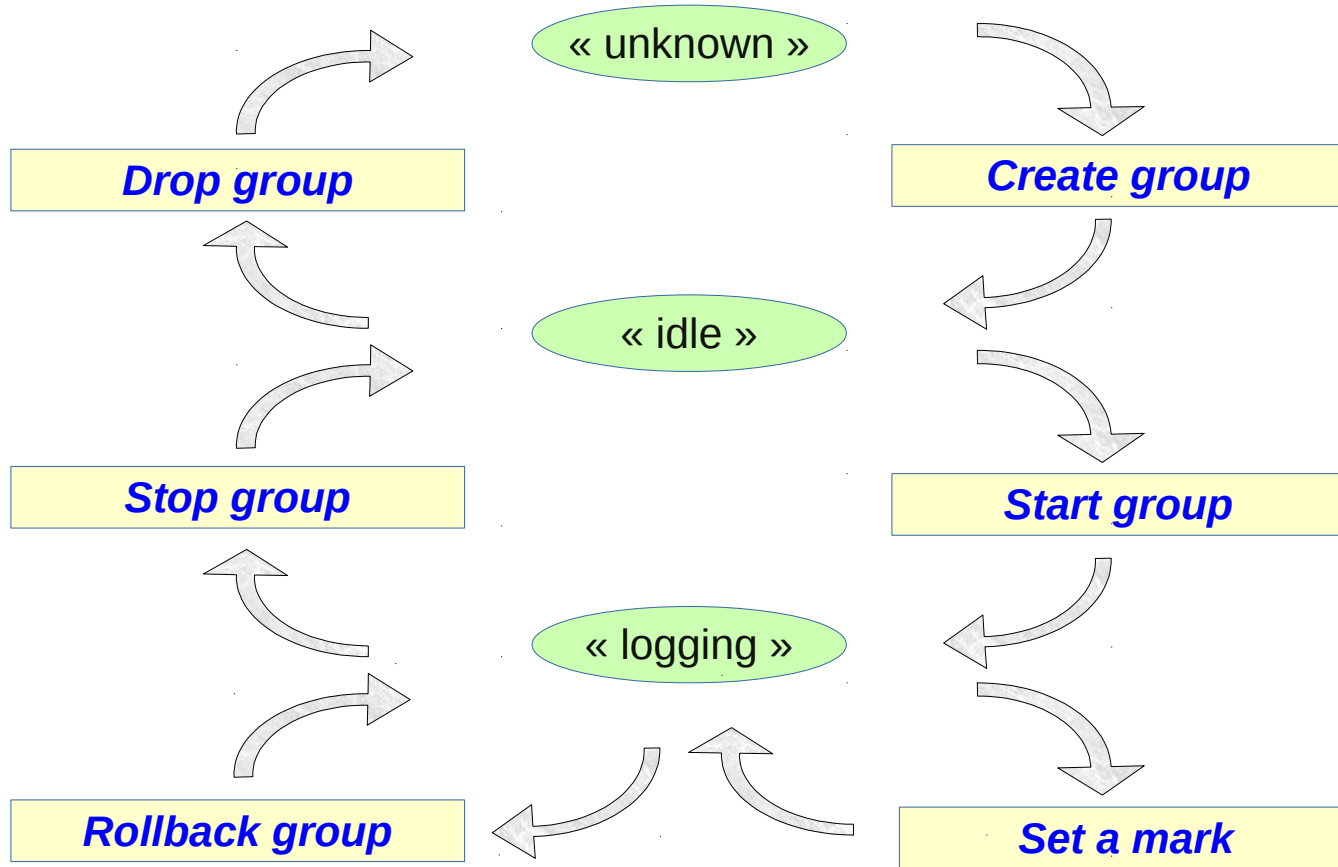 « unknown »
Drop group
Create group
« idle »
Stop group
Start group
« logging »
Rollback group
Set a mark